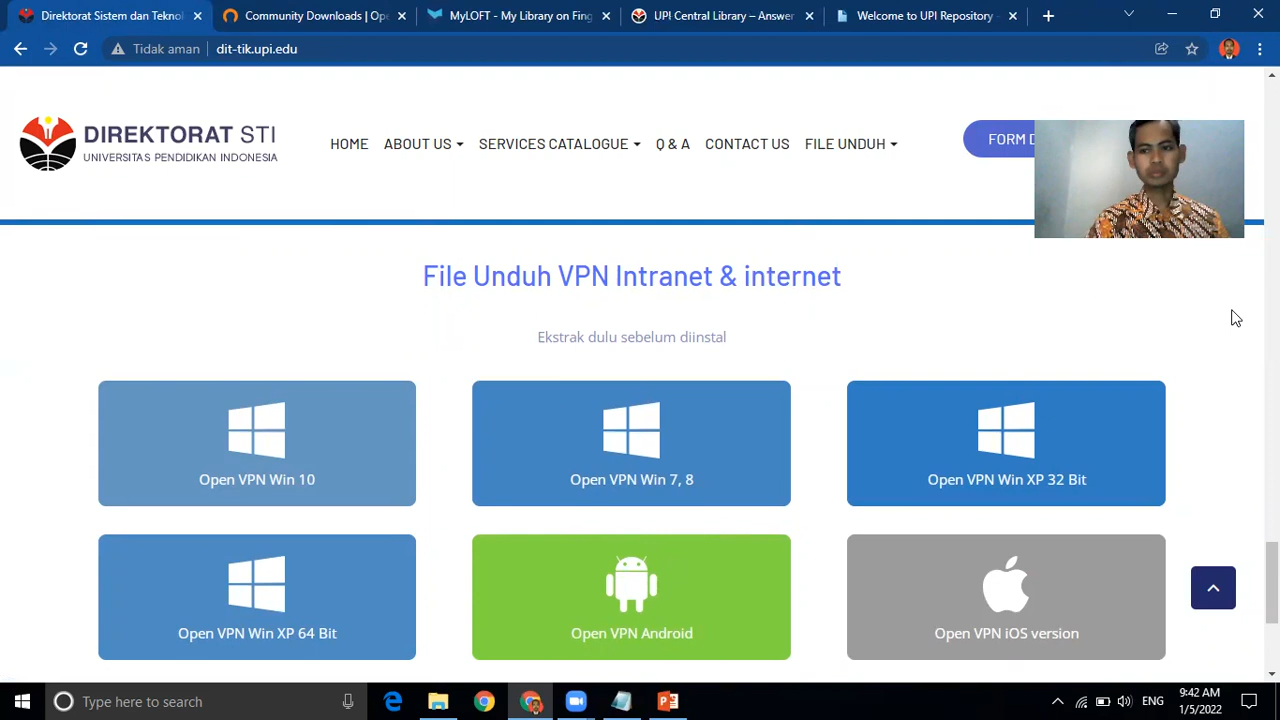 Direktorat Sistem dan Teknol
Community Downloads | Ope
MyLOFT - My Library on Fing
UPI Central Library – Answer
Welcome to UPI Repository -
Tidak aman
dit-tik.upi.edu
DIREKTORAT STI
UNIVERSITAS PENDIDIKAN INDONESIA
HOME
ABOUT US
SERVICES CATALOGUE
Q & A
CONTACT US
FILE UNDUH
FORM D
File Unduh VPN Intranet & internet
Ekstrak dulu sebelum diinstal
Open VPN Win 10
Open VPN Win 7, 8
Open VPN Win XP 32 Bit
Open VPN Win XP 64 Bit
Open VPN Android
Open VPN iOS version
Type here to search
ENG
9:42 AM
1/5/2022